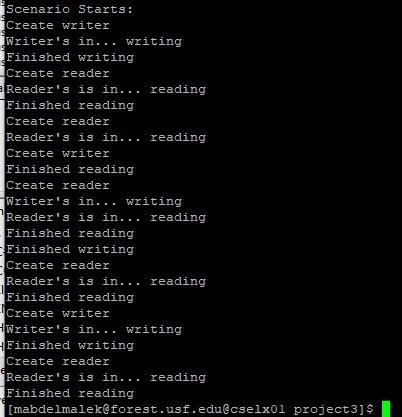 Scenario Starts:
Create writer
Writer's in... writing
Finished writing
Create reader
Reader's is in... reading
Finished reading
Create reader
Reader's is in... reading
Create writer
Finished reading
Create reader
Writer's in... writing
Reader's is in... reading
Finished reading
Finished writing
Create reader
Reader's is in... reading
Finished reading
Create writer
Writer's in... writing
Finished writing
Create reader
Reader's is in... reading
Finished reading
[mabdelmalek@forest.usf.edu@cselx01 project3]$